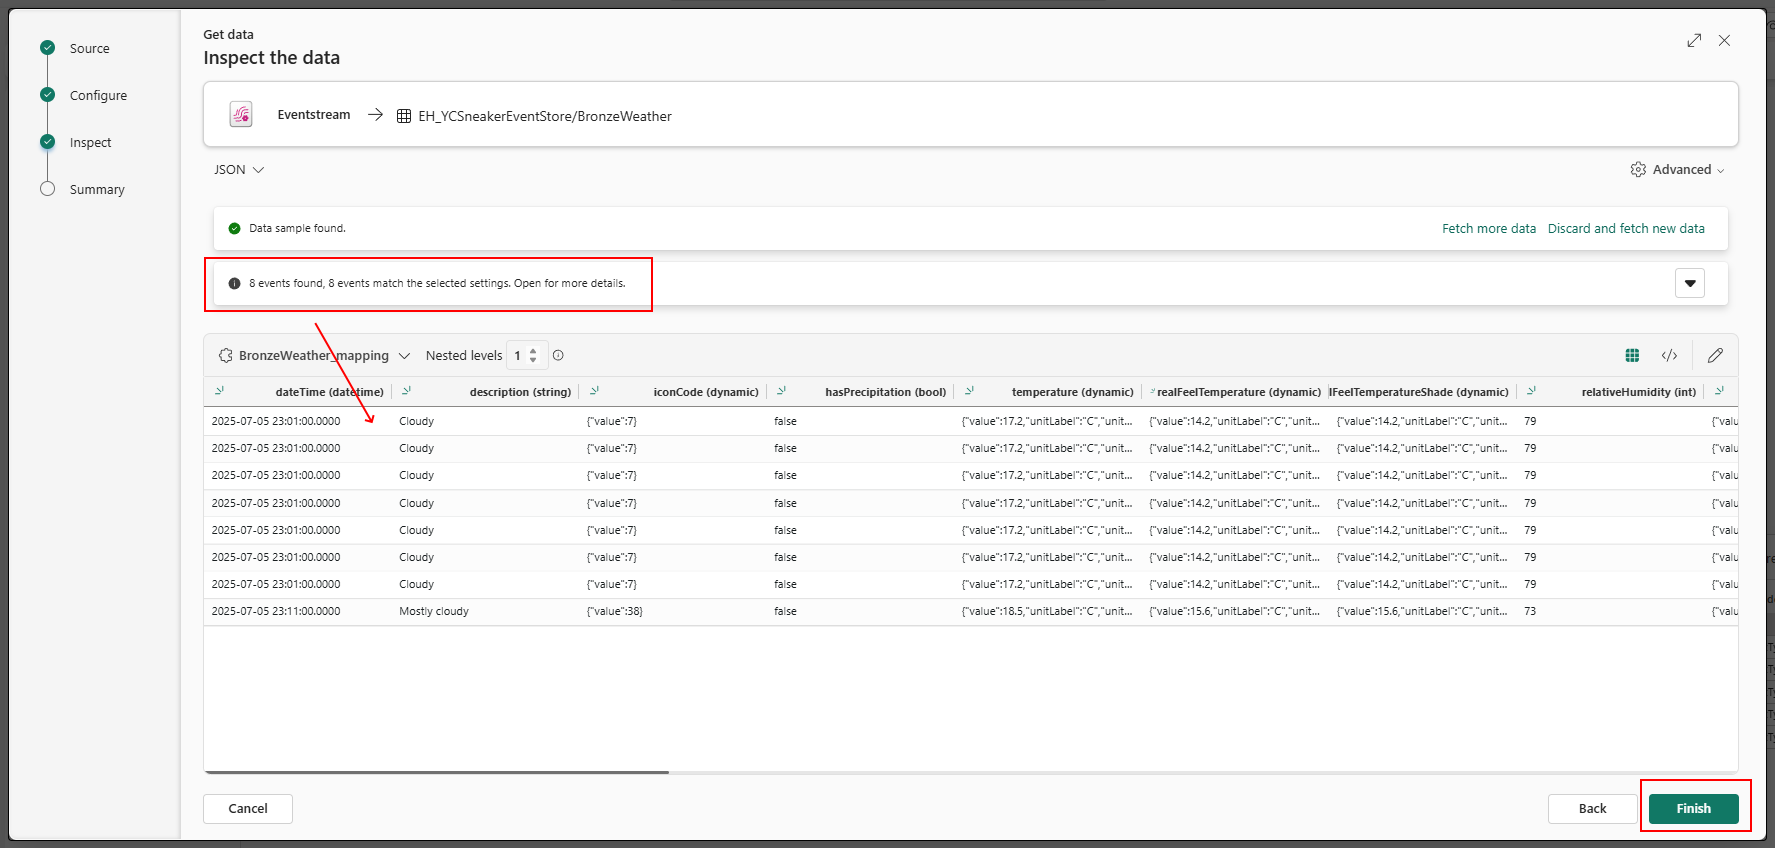 Source
Configure
Inspect
Summary
Get data
Inspect the data
Eventstream EH_YCSneakerEventStore/BronzeWeather
JSON Advanced
Data sample found. Fetch more data Discard and fetch new data
8 events found, 8 events match the selected settings. Open for more details.
BronzeWeather_mapping Nested levels 1
dateTime (datetime) description (string) iconCode (dynamic) hasPrecipitation (bool) temperature (dynamic) realFeelTemperature (dynamic) lFeelTemperatureShade (dynamic) relativeHumidity (int)
2025-07-05 23:01:00.0000 Cloudy {"value":7} false {"value":17.2,"unitLabel":"C","unit... {"value":14.2,"unitLabel":"C","unit... {"value":14.2,"unitLabel":"C","unit... 79 {"valu
2025-07-05 23:01:00.0000 Cloudy {"value":7} false {"value":17.2,"unitLabel":"C","unit... {"value":14.2,"unitLabel":"C","unit... {"value":14.2,"unitLabel":"C","unit... 79 {"valu
2025-07-05 23:01:00.0000 Cloudy {"value":7} false {"value":17.2,"unitLabel":"C","unit... {"value":14.2,"unitLabel":"C","unit... {"value":14.2,"unitLabel":"C","unit... 79 {"valu
2025-07-05 23:01:00.0000 Cloudy {"value":7} false {"value":17.2,"unitLabel":"C","unit... {"value":14.2,"unitLabel":"C","unit... {"value":14.2,"unitLabel":"C","unit... 79 {"valu
2025-07-05 23:01:00.0000 Cloudy {"value":7} false {"value":17.2,"unitLabel":"C","unit... {"value":14.2,"unitLabel":"C","unit... {"value":14.2,"unitLabel":"C","unit... 79 {"valu
2025-07-05 23:01:00.0000 Cloudy {"value":7} false {"value":17.2,"unitLabel":"C","unit... {"value":14.2,"unitLabel":"C","unit... {"value":14.2,"unitLabel":"C","unit... 79 {"valu
2025-07-05 23:01:00.0000 Cloudy {"value":7} false {"value":17.2,"unitLabel":"C","unit... {"value":14.2,"unitLabel":"C","unit... {"value":14.2,"unitLabel":"C","unit... 79 {"valu
2025-07-05 23:11:00.0000 Mostly cloudy {"value":38} false {"value":18.5,"unitLabel":"C","unit... {"value":15.6,"unitLabel":"C","unit... {"value":15.6,"unitLabel":"C","unit... 73 {"valu
Cancel Back Finish